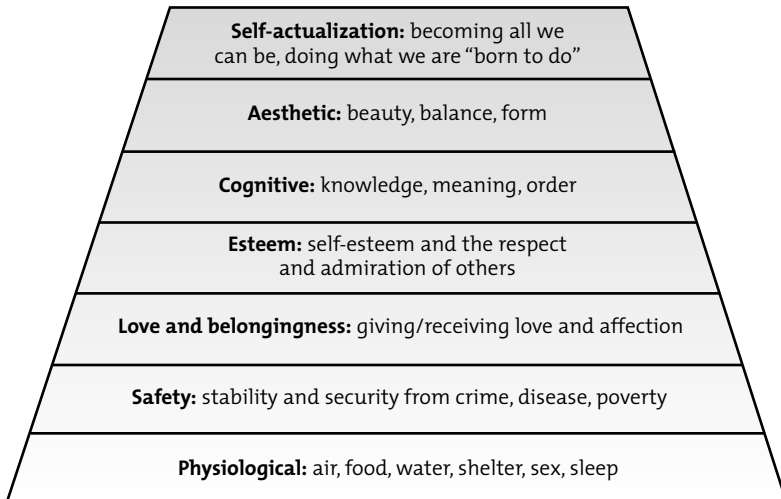 Self-actualization: becoming all we
can be, doing what we are “born to do”
Aesthetic: beauty, balance, form
Cognitive: knowledge, meaning, order
Esteem: self-esteem and the respect
and admiration of others
Love and belongingness: giving/receiving love and affection
Safety: stability and security from crime, disease, poverty
Physiological: air, food, water, shelter, sex, sleep